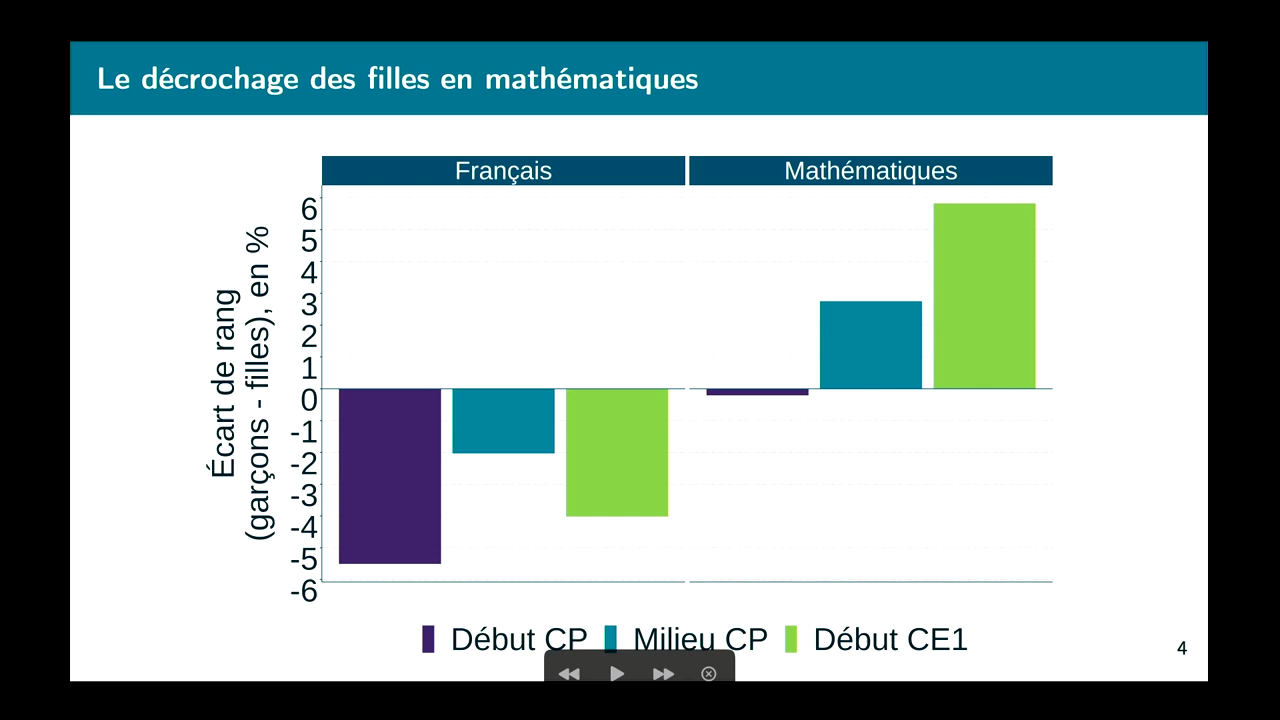 Le décrochage des filles en mathématiques
Français
Mathématiques
Écart de rang
(garçons - filles), en %
6
5
4
3
2
1
0
-1
-2
-3
-4
-5
-6
Début CP
Milieu CP
Début CE1
4